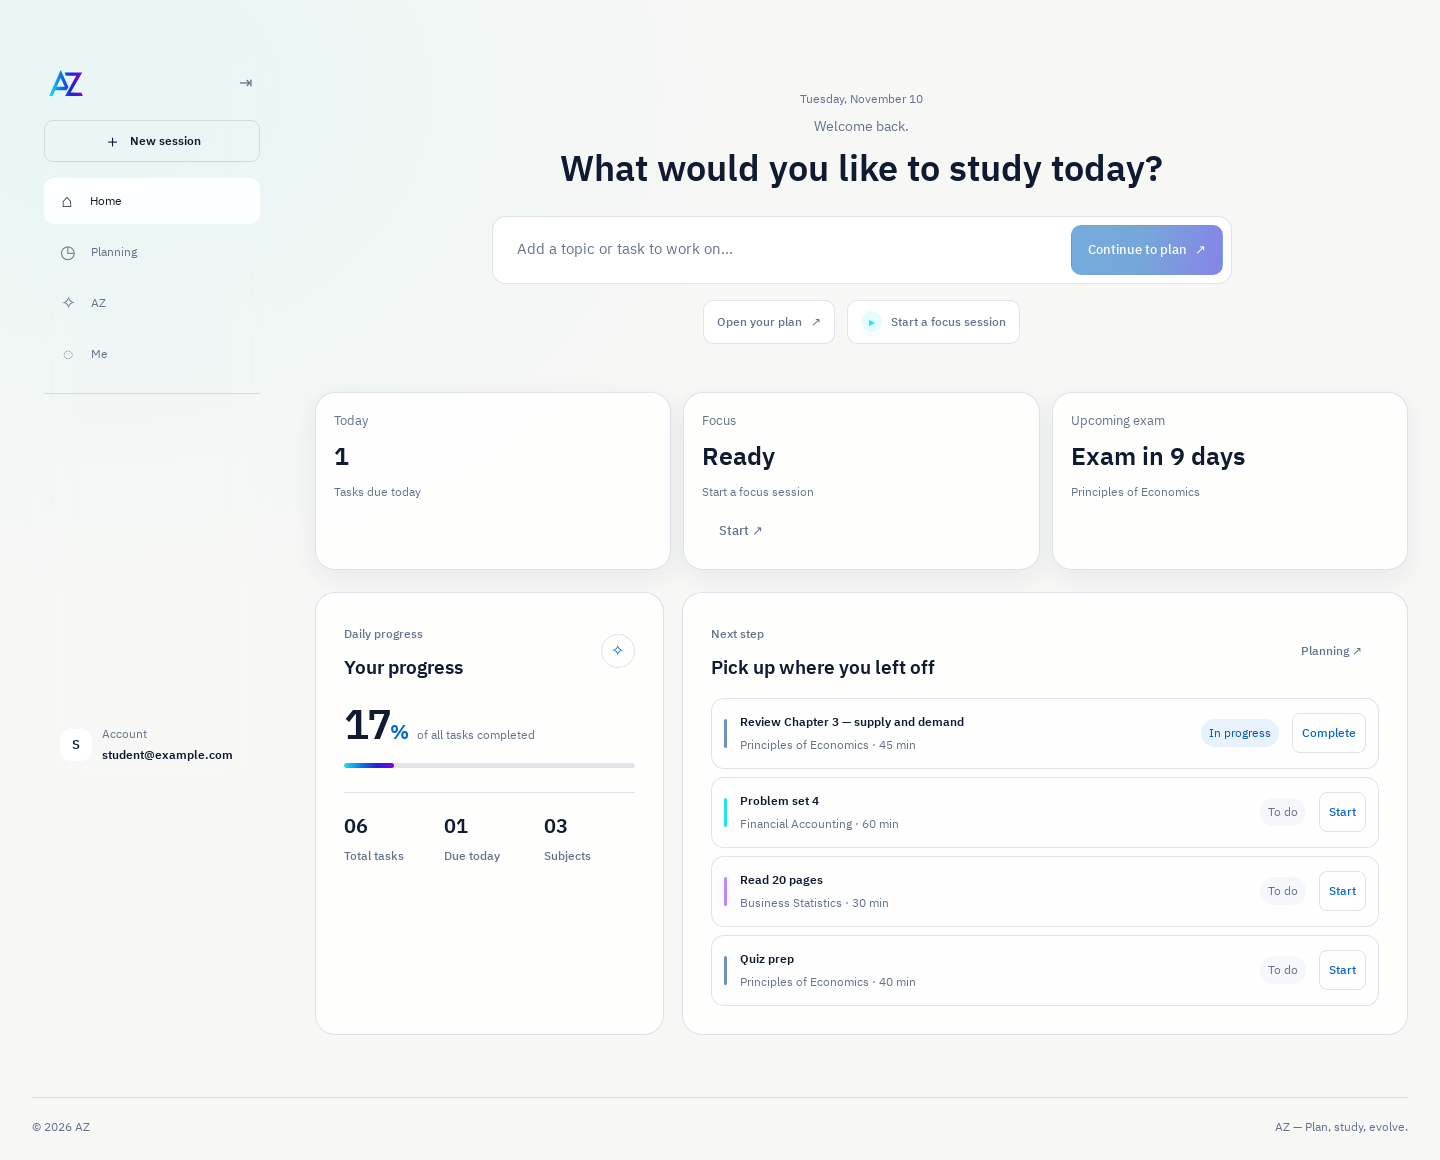 AZ
New session
Home
Planning
AZ
Me
Account
S
student@example.com
Tuesday, November 10
Welcome back.
What would you like to study today?
Add a topic or task to work on...
Continue to plan ↗
Open your plan ↗
Start a focus session
Today
1
Tasks due today
Focus
Ready
Start a focus session
Start ↗
Upcoming exam
Exam in 9 days
Principles of Economics
Daily progress
Your progress
17% of all tasks completed
06
Total tasks
01
Due today
03
Subjects
Next step
Pick up where you left off
Planning ↗
Review Chapter 3 — supply and demand
Principles of Economics · 45 min
In progress
Complete
Problem set 4
Financial Accounting · 60 min
To do
Start
Read 20 pages
Business Statistics · 30 min
To do
Start
Quiz prep
Principles of Economics · 40 min
To do
Start
© 2026 AZ
AZ — Plan, study, evolve.